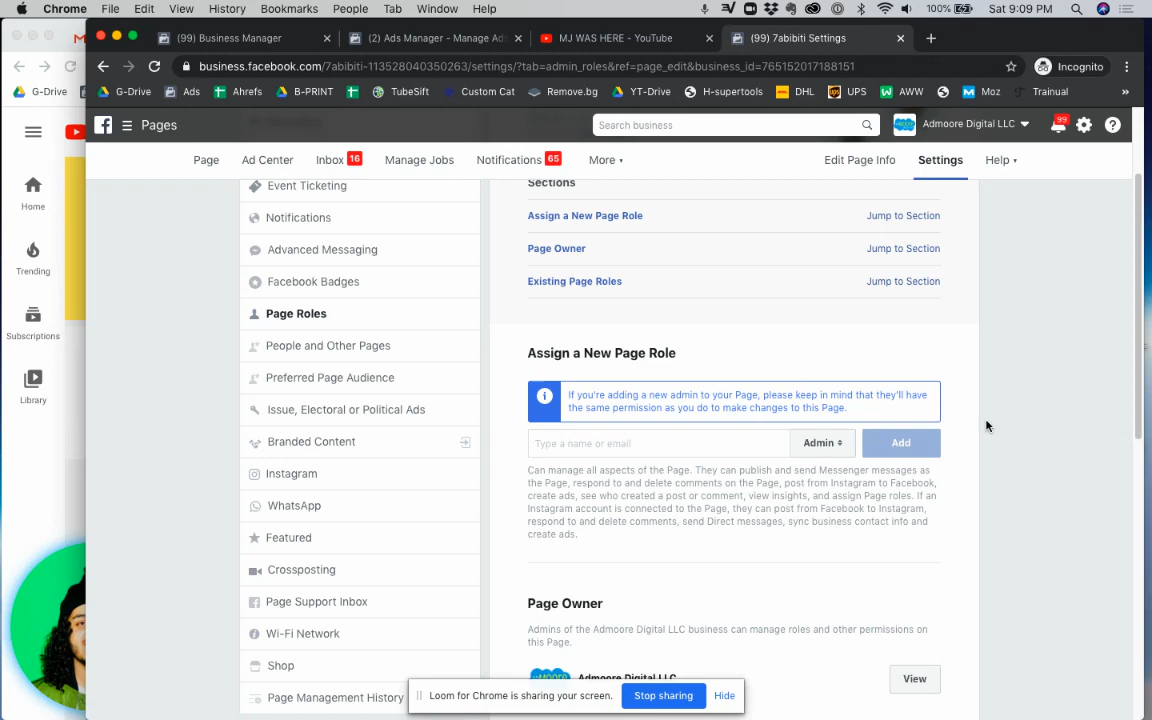 Chrome File Edit View History Bookmarks People Tab Window Help 100% Sat 9:09 PM
(99) Business Manager × (2) Ads Manager - Manage Ads × MJ WAS HERE - YouTube × (99) 7abibiti Settings × +
business.facebook.com/7abibiti-113528040350263/settings/?tab=admin_roles&ref=page_edit&business_id=765152017188151 Incognito
G-Drive G-Drive Ads Ahrefs B-PRINT TubeSift Custom Cat Remove.bg YT-Drive H-supertools DHL UPS AWW Moz Trainual »
Pages Search business Admoore Digital LLC 99
Page Ad Center Inbox 16 Manage Jobs Notifications 65 More Edit Page Info Settings Help
Home
Trending
Subscriptions
Library
Event Ticketing
Notifications
Advanced Messaging
Facebook Badges
Page Roles
People and Other Pages
Preferred Page Audience
Issue, Electoral or Political Ads
Branded Content
Instagram
WhatsApp
Featured
Crossposting
Page Support Inbox
Wi-Fi Network
Shop
Page Management History
Sections
Assign a New Page Role Jump to Section
Page Owner Jump to Section
Existing Page Roles Jump to Section
Assign a New Page Role
If you're adding a new admin to your Page, please keep in mind that they'll have
the same permission as you do to make changes to this Page.
Type a name or email Admin Add
Can manage all aspects of the Page. They can publish and send Messenger messages as
the Page, respond to and delete comments on the Page, post from Instagram to Facebook,
create ads, see who created a post or comment, view insights, and assign Page roles. If an
Instagram account is connected to the Page, they can post from Facebook to Instagram,
respond to and delete comments, send Direct messages, sync business contact info and
create ads.
Page Owner
Admins of the Admoore Digital LLC business can manage roles and other permissions on
this Page.
Admoore Digital LLC View
Loom for Chrome is sharing your screen. Stop sharing Hide